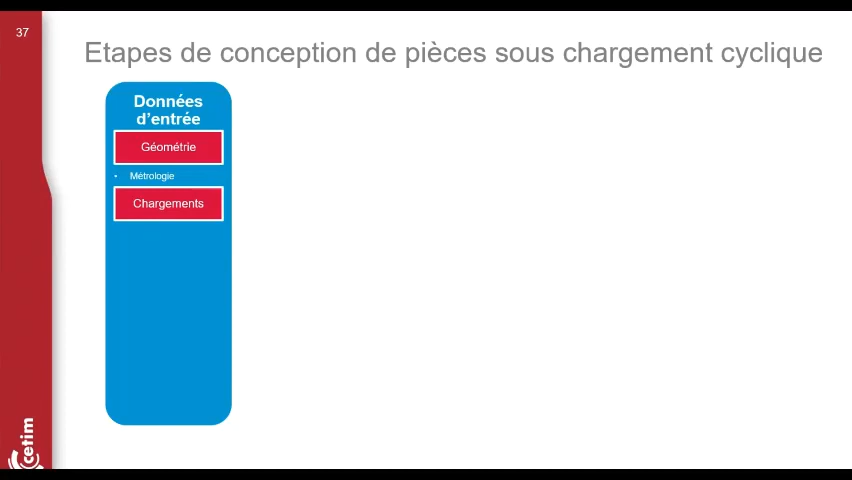 37
Etapes de conception de pièces sous chargement cyclique
Données
d'entrée
Géométrie
• Métrologie
Chargements
cetim